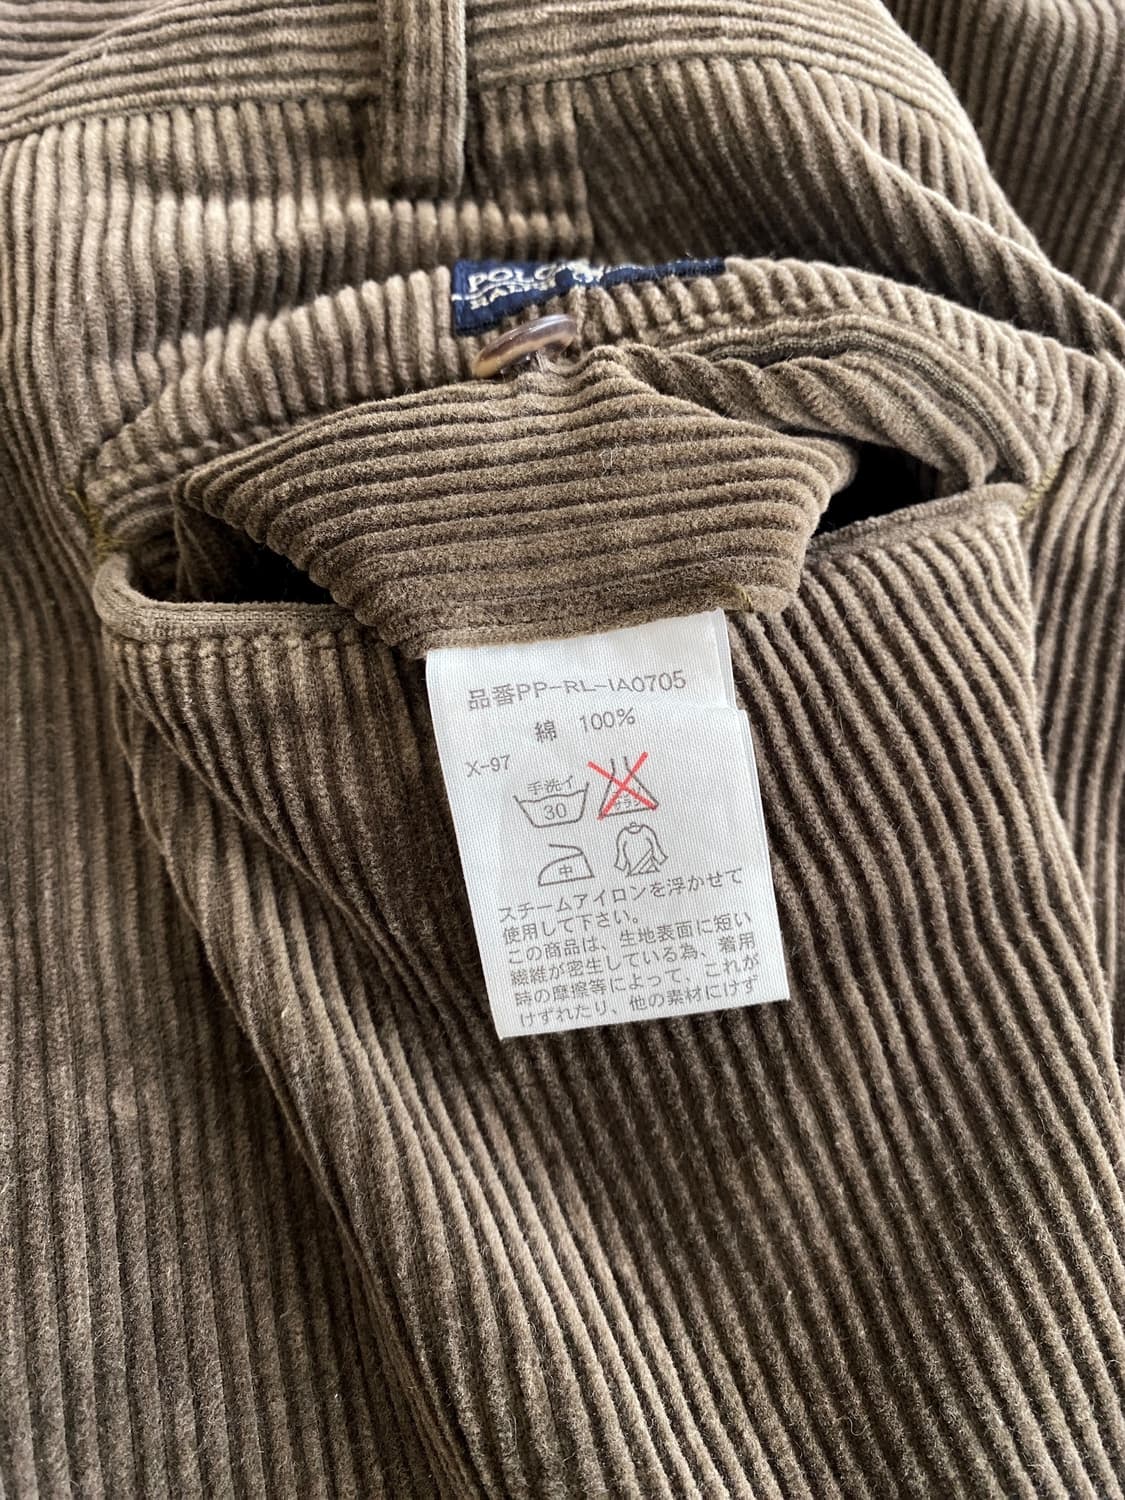 POLO
RALPH
品番PP-RL-IA0705
綿 100%
X-97
手洗イ
30
中
スチームアイロンを浮かせて
使用して下さい。
この商品は、生地表面に短い
繊維が密生している為、着用
時の摩擦等によって、これが
けずれたり、他の素材にけず